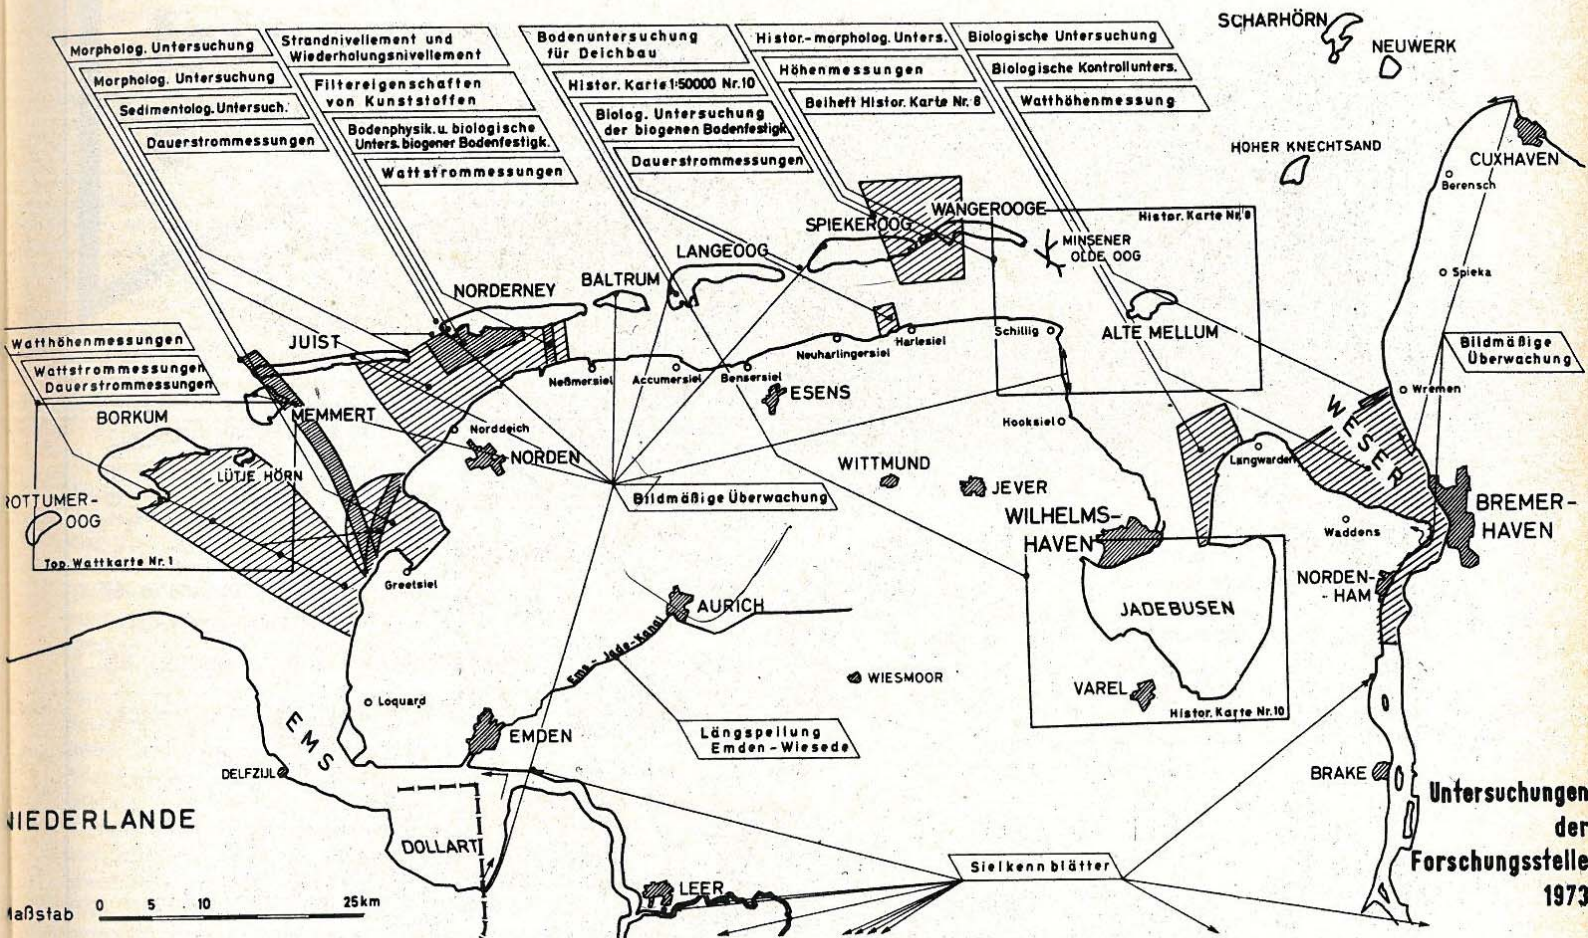 Morpholog. Untersuchung
Morpholog. Untersuchung
Sedimentolog. Untersuch.
Dauerstrommessungen
Strandnivellement und
Wiederholungsnivellement
Filtereigenschaften
von Kunststoffen
Bodenphysik. u. biologische
Unters. biogener Bodenfestigk.
Wattstrommessungen
Bodenuntersuchung
für Deichbau
Histor. Karte 1:50000 Nr. 10
Biolog. Untersuchung
der biogenen Bodenfestigk.
Dauerstrommessungen
Histor.-morpholog. Unters.
Höhenmessungen
Beiheft Histor. Karte Nr. 8
Biologische Untersuchung
Biologische Kontrollunters.
Watthöhenmessung
SCHARHÖRN
NEUWERK
CUXHAVEN
HOHER KNECHTSAND
Berensch
WANGEROOGE
Histor. Karte Nr. 8
SPIEKEROOG
MINSENER
OLDE OOG
LANGEOOG
Spieka
BALTRUM
NORDERNEY
ALTE MELLUM
Schillig
Harlesiel
Neuharlingersiel
JUIST
Watthöhenmessungen
Wattstrommessungen
Dauerstrommessungen
Bildmäßige
Überwachung
Neßmersiel
Accumersiel
Bensersiel
ESENS
Wremen
WESER
BORKUM
MEMMERT
Norddeich
Hooksiel
NORDEN
Langwarden
WITTMUND
LÜTJE HÖRN
JEVER
Bildmäßige Überwachung
ROTTUMER-
OOG
WILHELMS-
HAVEN
BREMER-
HAVEN
Waddens
Top. Wattkarte Nr. 1
Greetsiel
NORDEN-
-HAM
AURICH
JADEBUSEN
Ems-Jade-Kanal
WIESMOOR
VAREL
Histor. Karte Nr. 10
Loquard
EMS
EMDEN
Längspeilung
Emden-Wiesede
DELFZIJL
BRAKE
NIEDERLANDE
DOLLART
Untersuchungen
der
Forschungsstelle
1973
Sielkennblätter
LEER
Maßstab 0 5 10 25 km